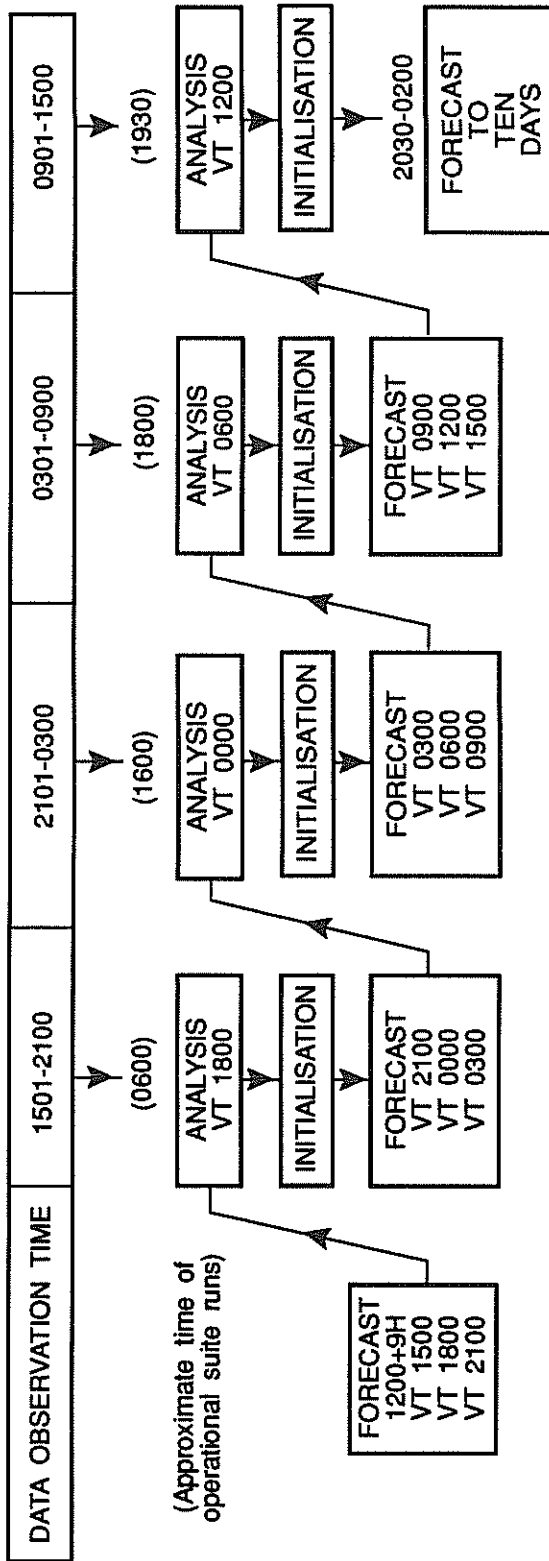 DATA OBSERVATION TIME
1501-2100
2101-0300
0301-0900
0901-1500
(Approximate time of
operational suite runs)
(0600)
(1600)
(1800)
(1930)
ANALYSIS
VT 1800
ANALYSIS
VT 0000
ANALYSIS
VT 0600
ANALYSIS
VT 1200
INITIALISATION
INITIALISATION
INITIALISATION
INITIALISATION
2030-0200
FORECAST
1200+9H
VT 1500
VT 1800
VT 2100
FORECAST
VT 2100
VT 0000
VT 0300
FORECAST
VT 0300
VT 0600
VT 0900
FORECAST
VT 0900
VT 1200
VT 1500
FORECAST
TO
TEN
DAYS